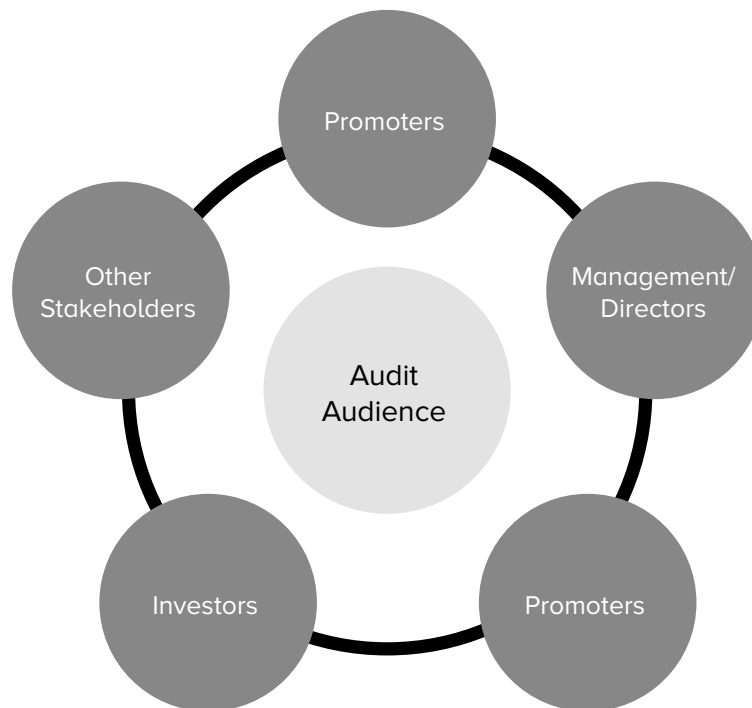 Promoters
Other
Stakeholders
Management/
Directors
Audit
Audience
Investors
Promoters